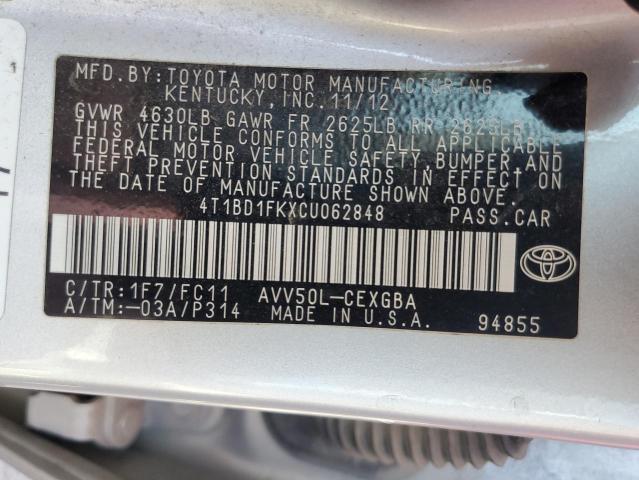 MFD.BY:TOYOTA MOTOR MANUFACTURING,
KENTUCKY, INC. 11/12
GVWR 4630LB GAWR FR 2625LB RR 2625LB
THIS VEHICLE CONFORMS TO ALL APPLICABLE
FEDERAL MOTOR VEHICLE SAFETY, BUMPER AND
THEFT PREVENTION STANDARDS IN EFFECT ON
THE DATE OF MANUFACTURE SHOWN ABOVE.
4T1BD1FKXCU062848 PASS.CAR
C/TR:1F7/FC11 AVV50L-CEXGBA
A/TM:-03A/P314 MADE IN U.S.A. 94855